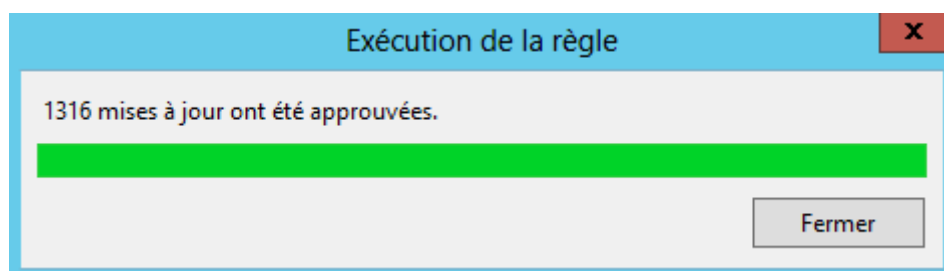 Exécution de la règle
x
1316 mises à jour ont été approuvées.
Fermer